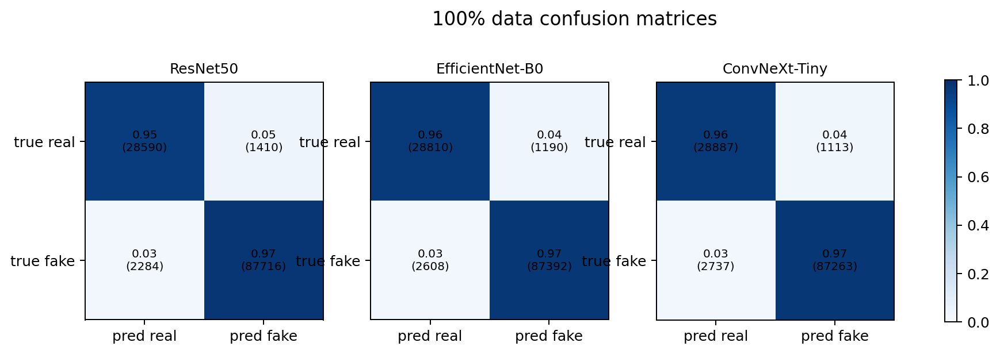 100% data confusion matrices
ResNet50
EfficientNet-B0
ConvNeXt-Tiny
true real
true fake
0.95
(28590)
0.05
(1410)
0.03
(2284)
0.97
(87716)
pred real
pred fake
true real
true fake
0.96
(28810)
0.04
(1190)
0.03
(2608)
0.97
(87392)
pred real
pred fake
true real
true fake
0.96
(28887)
0.04
(1113)
0.03
(2737)
0.97
(87263)
pred real
pred fake
1.0
0.8
0.6
0.4
0.2
0.0